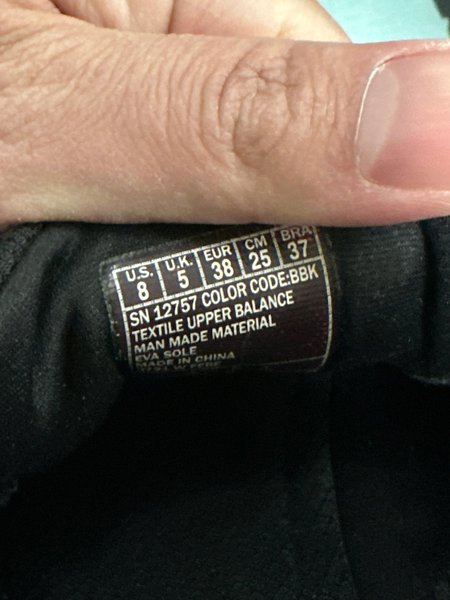 U.S. U.K. EUR CM BRA
8 5 38 25 37
SN 12757 COLOR CODE:BBK
TEXTILE UPPER BALANCE
MAN MADE MATERIAL
EVA SOLE
MADE IN CHINA